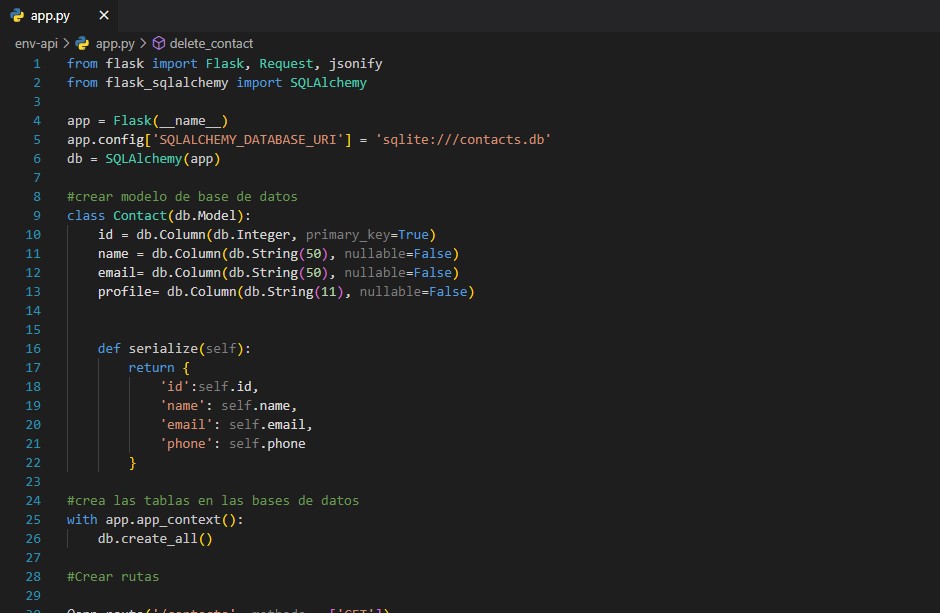 app.py ×
env-api > app.py > delete_contact
1 from flask import Flask, Request, jsonify
2 from flask_sqlalchemy import SQLAlchemy
3
4 app = Flask(__name__)
5 app.config['SQLALCHEMY_DATABASE_URI'] = 'sqlite:///contacts.db'
6 db = SQLAlchemy(app)
7
8 #crear modelo de base de datos
9 class Contact(db.Model):
10     id = db.Column(db.Integer, primary_key=True)
11     name = db.Column(db.String(50), nullable=False)
12     email= db.Column(db.String(50), nullable=False)
13     profile= db.Column(db.String(11), nullable=False)
14
15
16     def serialize(self):
17         return {
18             'id':self.id,
19             'name': self.name,
20             'email': self.email,
21             'phone': self.phone
22         }
23
24 #crea las tablas en las bases de datos
25 with app.app_context():
26     db.create_all()
27
28 #Crear rutas
29
30 @app.route('/contacts', methods = ['GET'])